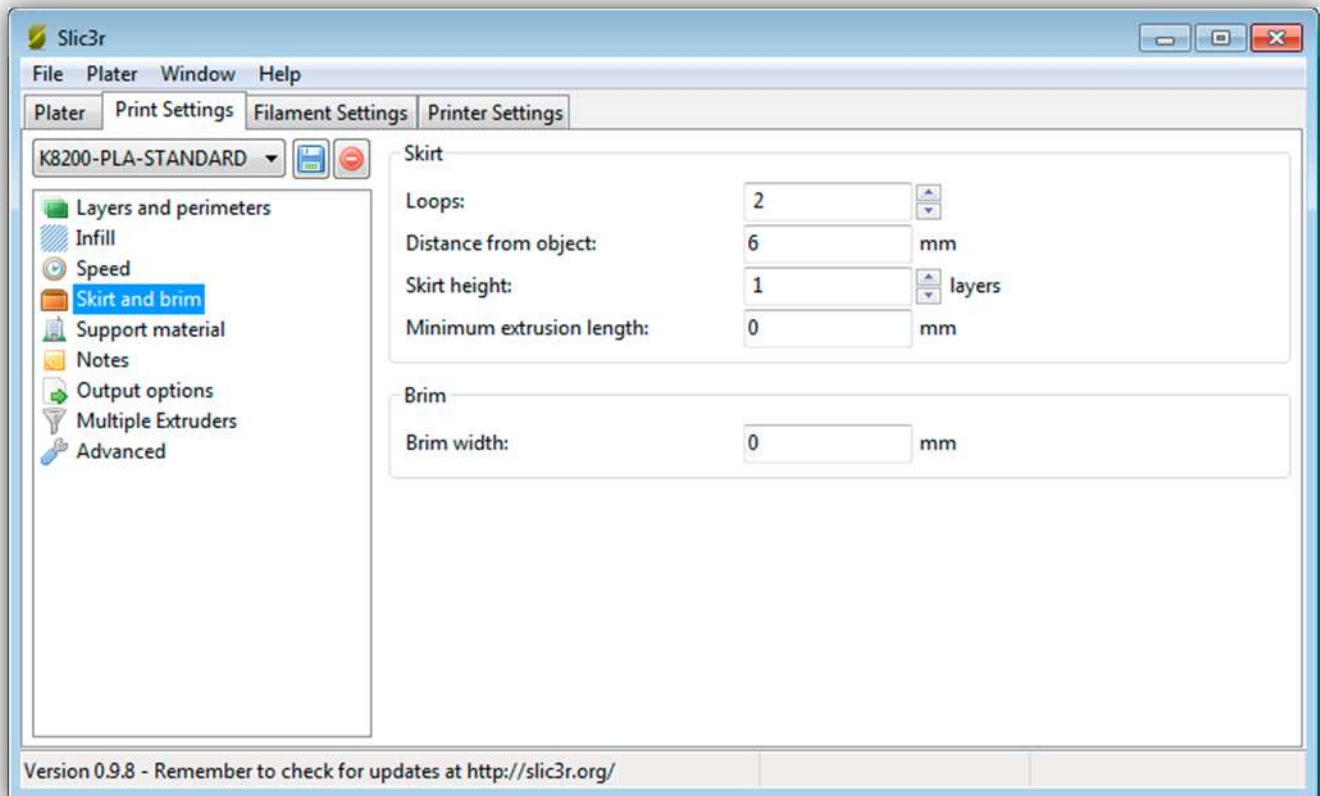 Slic3r
File Plater Window Help
Plater Print Settings Filament Settings Printer Settings
K8200-PLA-STANDARD
Layers and perimeters
Infill
Speed
Skirt and brim
Support material
Notes
Output options
Multiple Extruders
Advanced
Skirt
Loops: 2
Distance from object: 6 mm
Skirt height: 1 layers
Minimum extrusion length: 0 mm
Brim
Brim width: 0 mm
Version 0.9.8 - Remember to check for updates at http://slic3r.org/